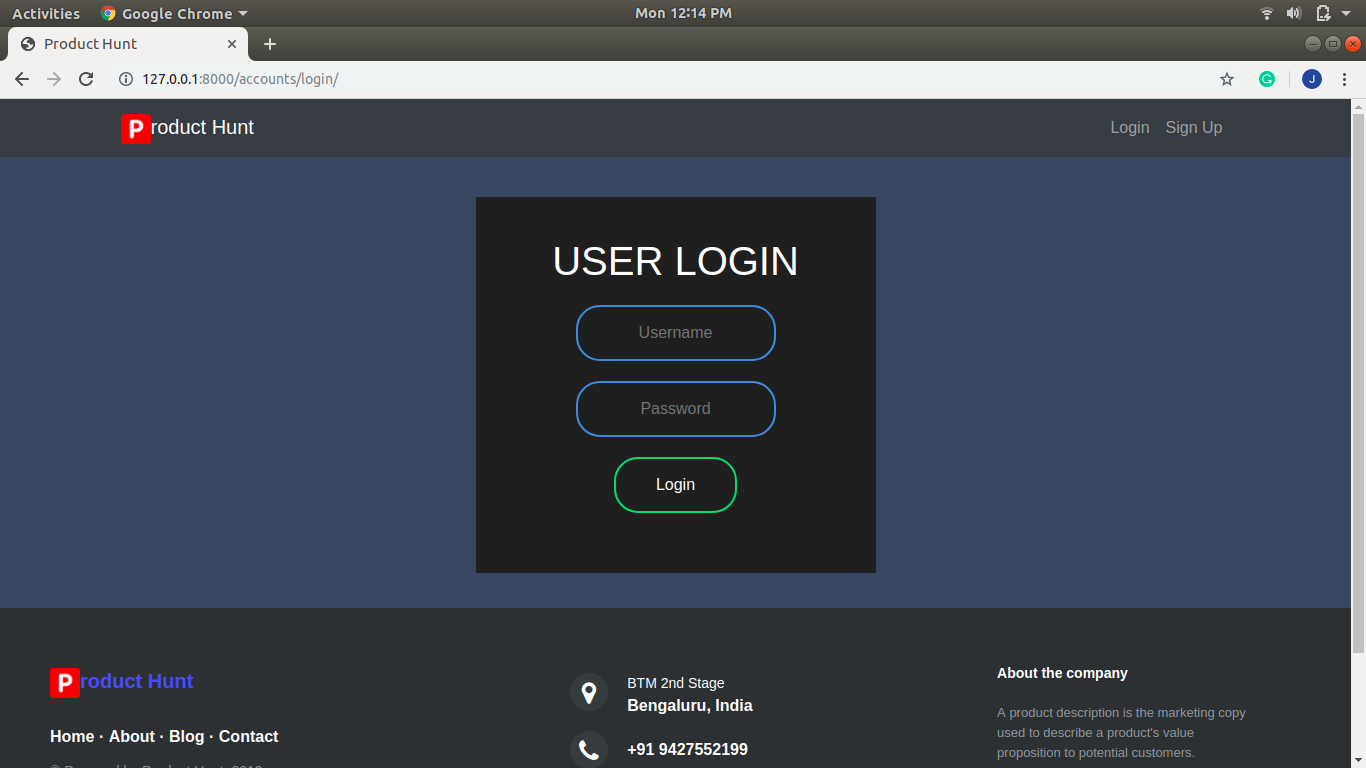 Activities Google Chrome Mon 12:14 PM
Product Hunt
127.0.0.1:8000/accounts/login/ J
Product Hunt Login Sign Up
USER LOGIN
Username
Password
Login
Product Hunt
Home · About · Blog · Contact
BTM 2nd Stage
Bengaluru, India
+91 9427552199
About the company
A product description is the marketing copy
used to describe a product's value
proposition to potential customers.